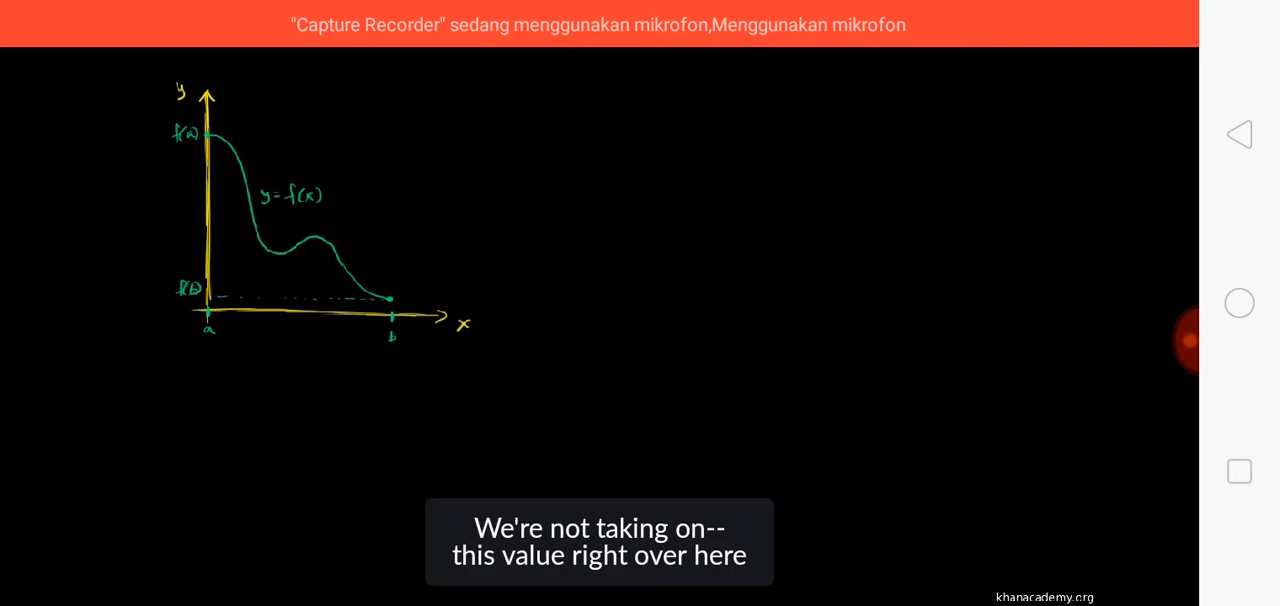 "Capture Recorder" sedang menggunakan mikrofon,Menggunakan mikrofon
y
f(a)
y=f(x)
f(b)
a
b
x
We're not taking on--
this value right over here
khanacademy.org